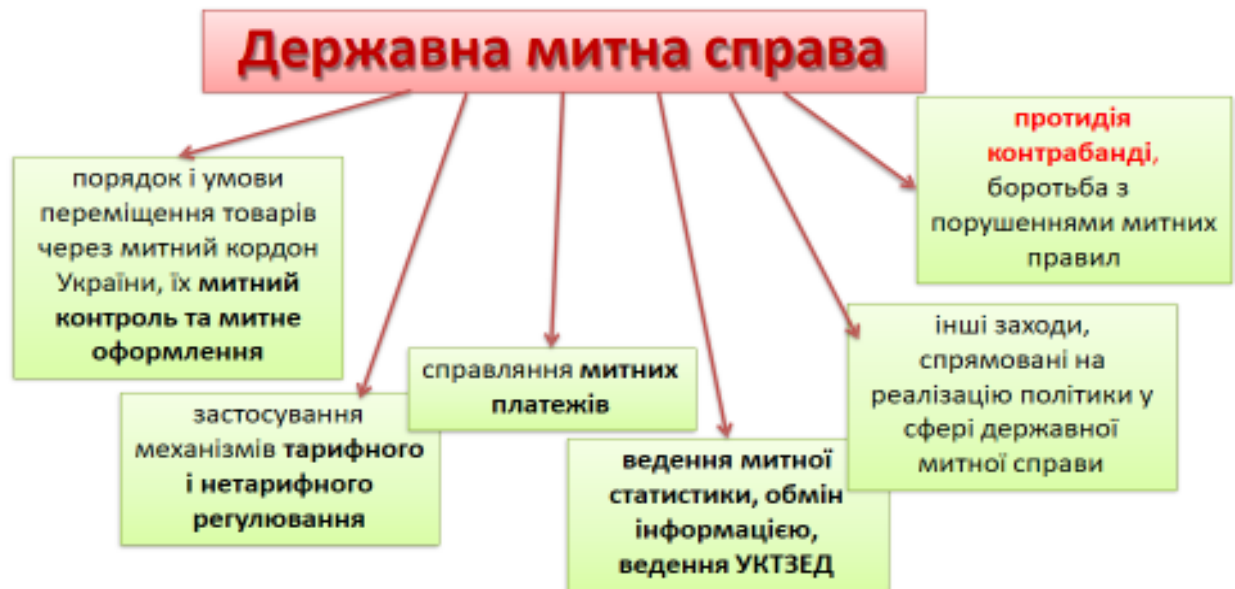 Державна митна справа
порядок і умови
переміщення товарів
через митний кордон
України, їх митний
контроль та митне
оформлення
застосування
механізмів тарифного
і нетарифного
регулювання
справляння митних
платежів
ведення митної
статистики, обмін
інформацією,
ведення УКТЗЕД
інші заходи,
спрямовані на
реалізацію політики у
сфері державної
митної справи
протидія
контрабанді,
боротьба з
порушеннями митних
правил